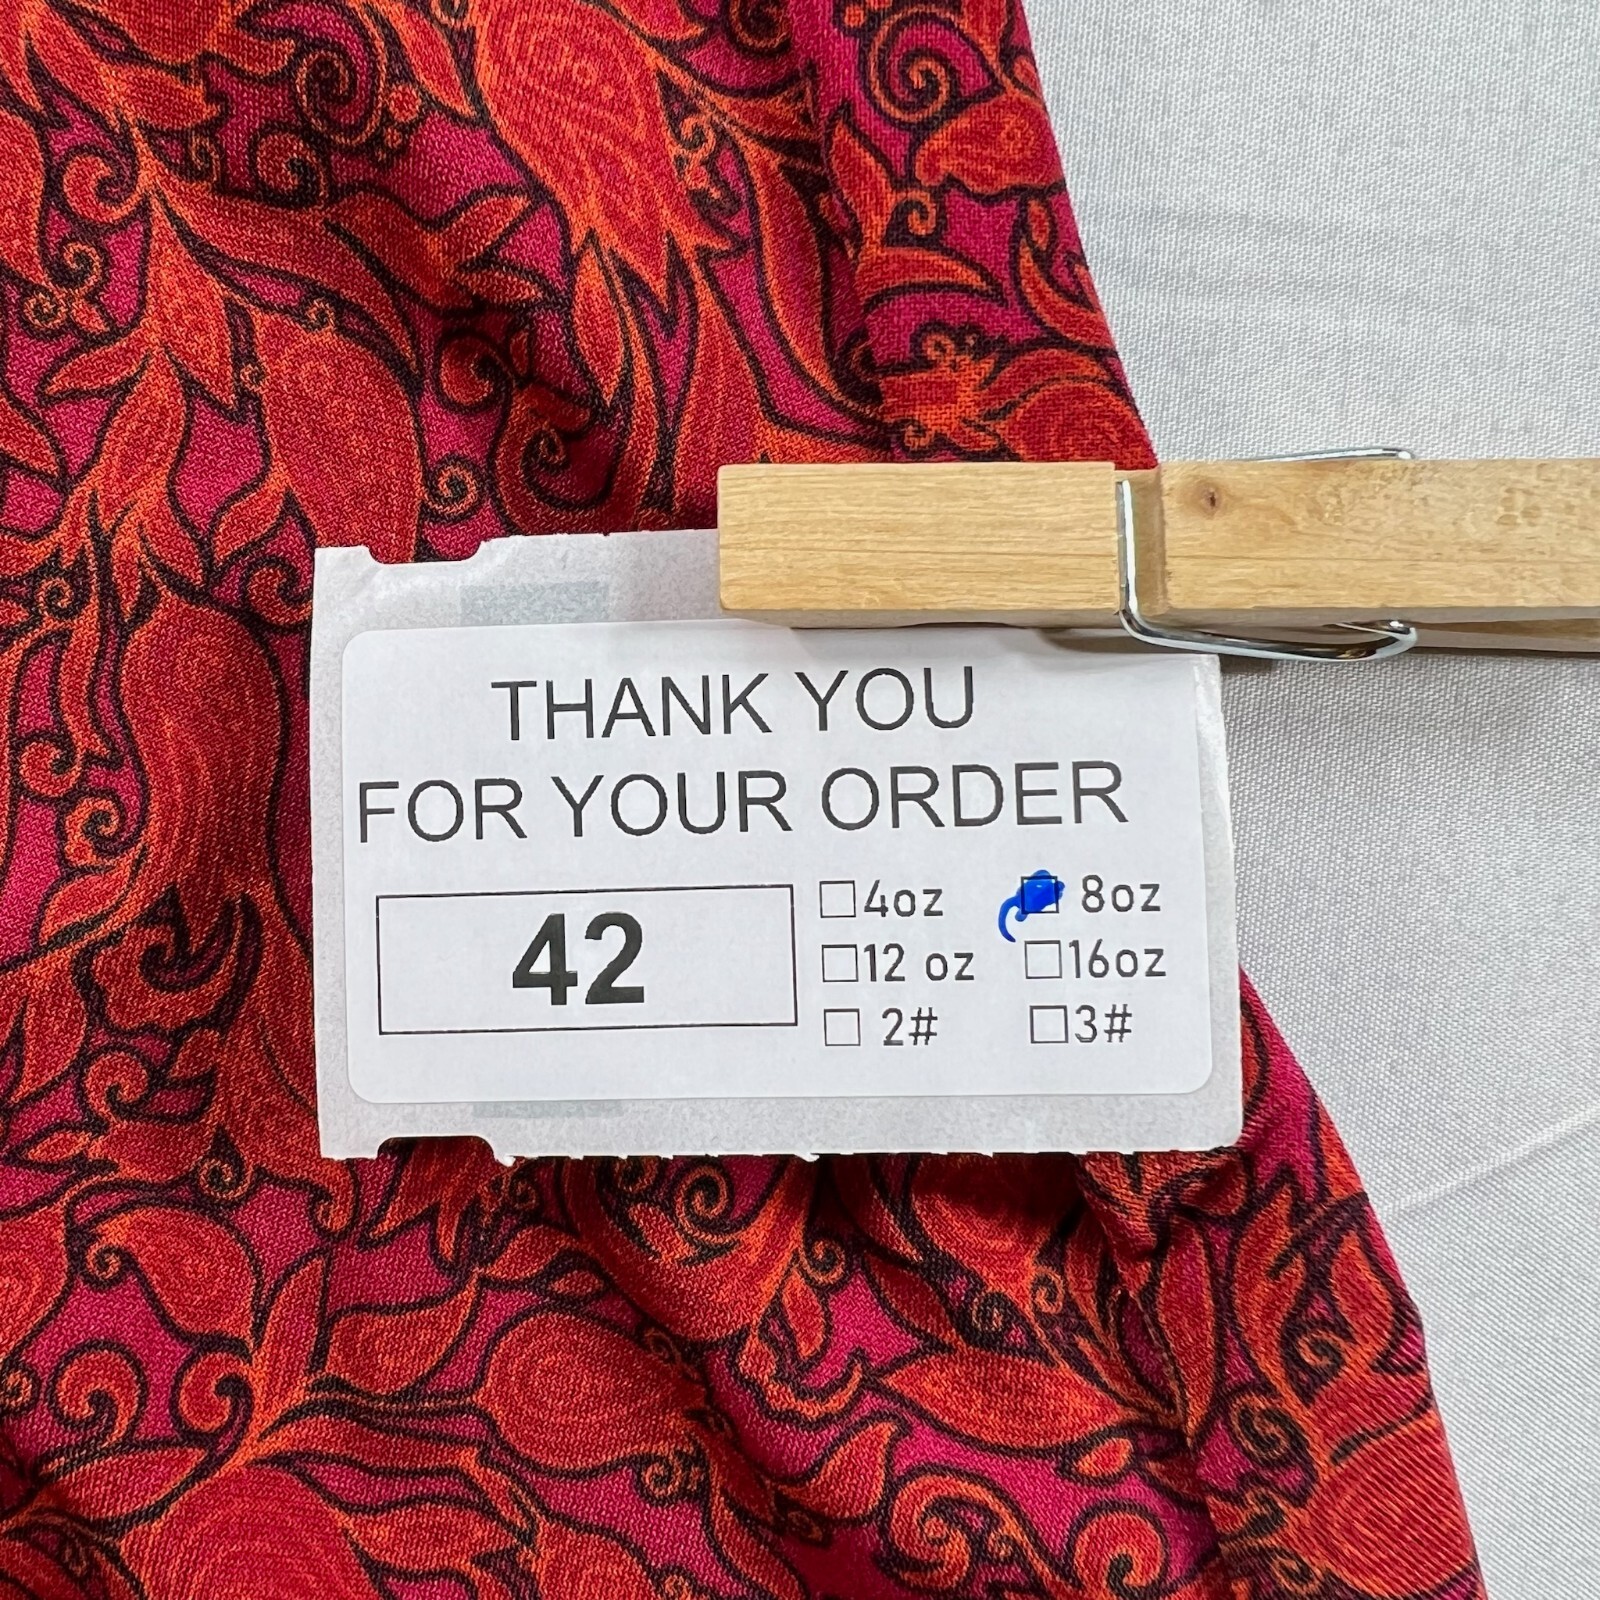 THANK YOU
FOR YOUR ORDER
42
4oz 8oz
12 oz 16oz
2# 3#